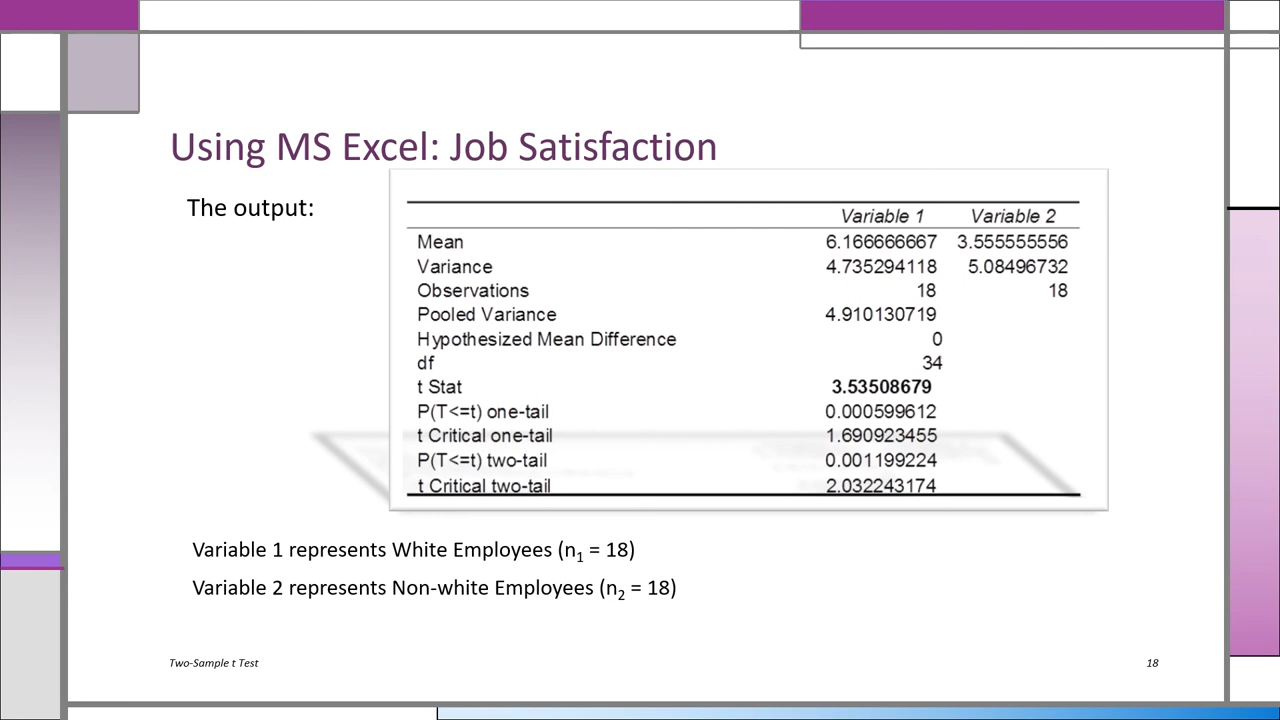 Using MS Excel: Job Satisfaction
The output:
Variable 1 Variable 2
Mean 6.166666667 3.555555556
Variance 4.735294118 5.08496732
Observations 18 18
Pooled Variance 4.910130719
Hypothesized Mean Difference 0
df 34
t Stat 3.53508679
P(T<=t) one-tail 0.000599612
t Critical one-tail 1.690923455
P(T<=t) two-tail 0.001199224
t Critical two-tail 2.032243174
Variable 1 represents White Employees (n1 = 18)
Variable 2 represents Non-white Employees (n2 = 18)
Two-Sample t Test 18